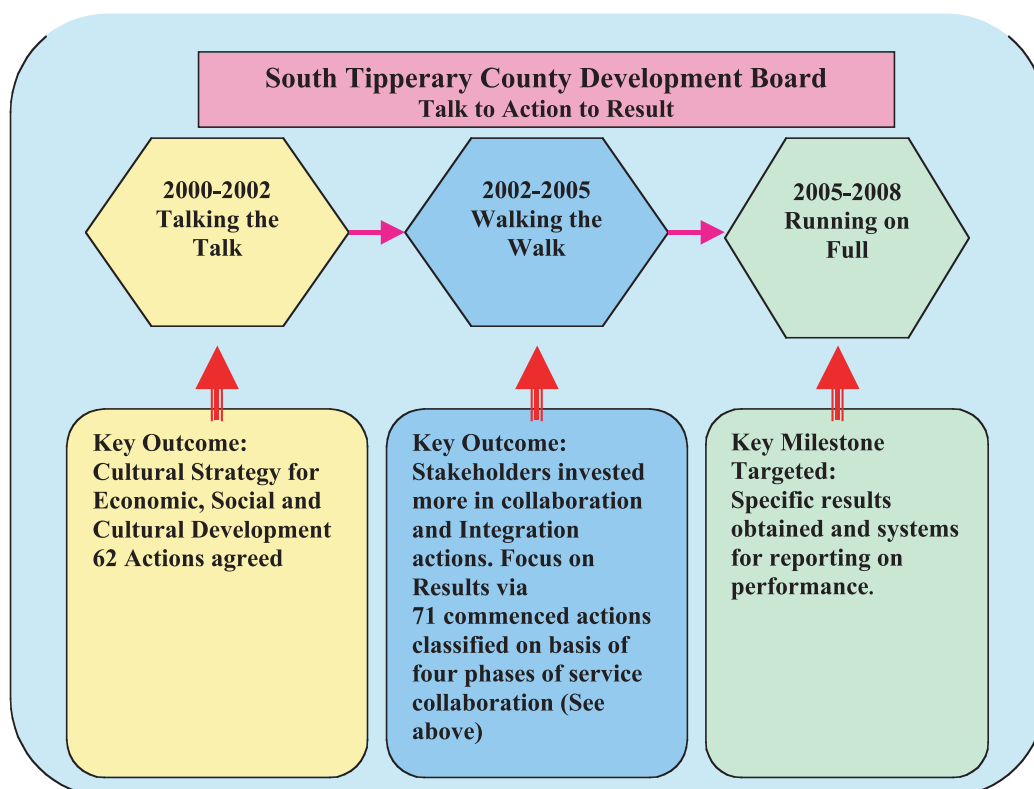 South Tipperary County Development Board
Talk to Action to Result
2000-2002
Talking the
Talk
2002-2005
Walking the
Walk
2005-2008
Running on
Full
Key Outcome:
Cultural Strategy for
Economic, Social and
Cultural Development
62 Actions agreed
Key Outcome:
Stakeholders invested
more in collaboration
and Integration
actions. Focus on
Results via
71 commenced actions
classified on basis of
four phases of service
collaboration (See
above)
Key Milestone
Targeted:
Specific results
obtained and systems
for reporting on
performance.